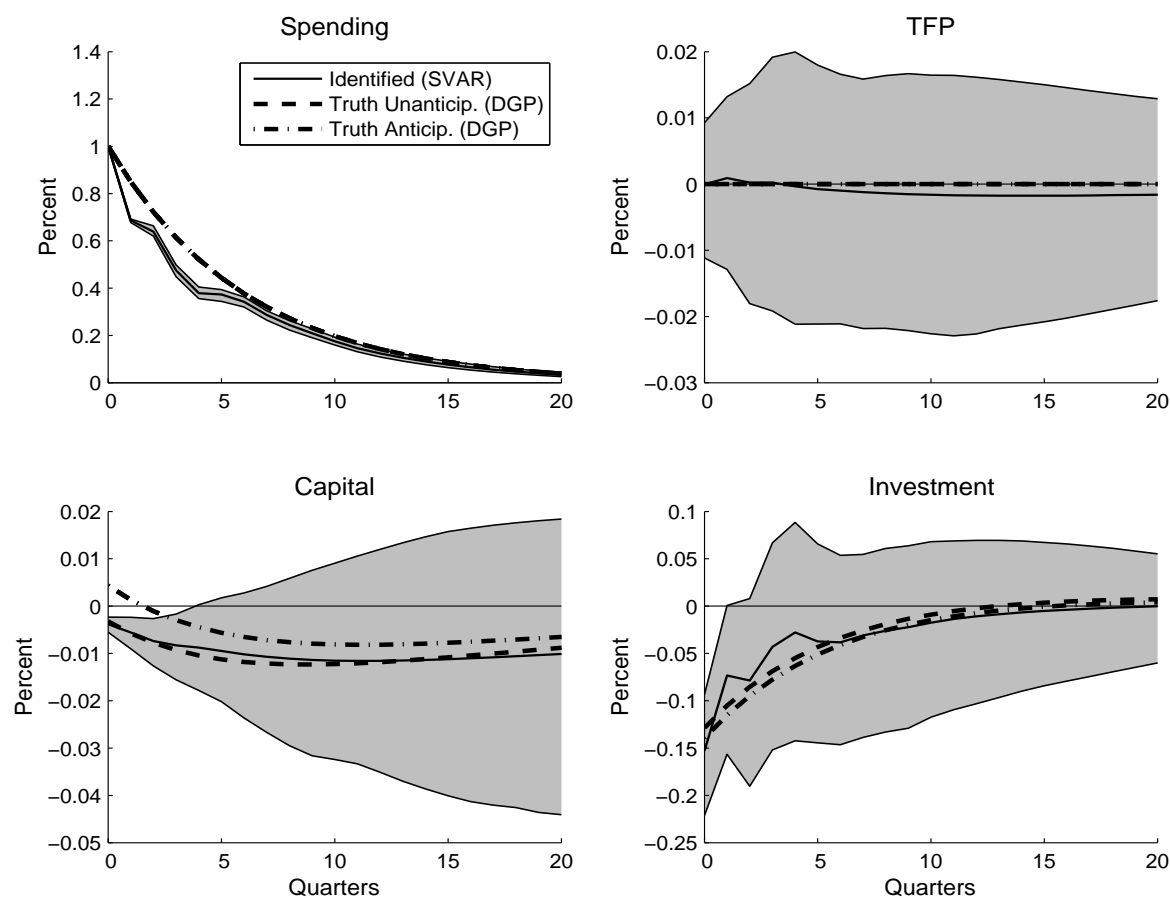 Spending
1.4
1.2
1
0.8
0.6
0.4
0.2
0
Percent
0 5 10 15 20
Identified (SVAR)
Truth Unanticip. (DGP)
Truth Anticip. (DGP)
TFP
0.02
0.01
0
−0.01
−0.02
−0.03
Percent
0 5 10 15 20
Capital
0.02
0.01
0
−0.01
−0.02
−0.03
−0.04
−0.05
Percent
0 5 10 15 20
Quarters
Investment
0.1
0.05
0
−0.05
−0.1
−0.15
−0.2
−0.25
Percent
0 5 10 15 20
Quarters